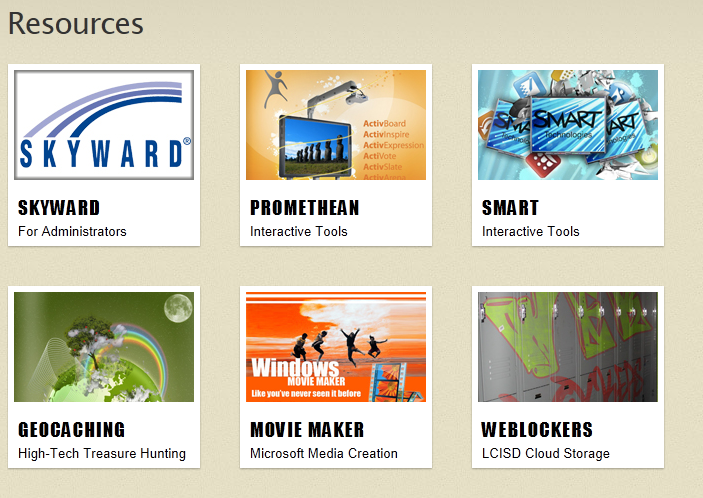 Resources
SKYWARD®
SKYWARD
For Administrators
ActivBoard
ActivInspire
ActivExpression
ActiVote
ActivSlate
ActivArena
PROMETHEAN
Interactive Tools
SMART
Technologies
SMART
Interactive Tools
GEOCACHING
High-Tech Treasure Hunting
Windows
MOVIE MAKER
Like you've never seen it before
MOVIE MAKER
Microsoft Media Creation
WEBLOCKERS
LCISD Cloud Storage